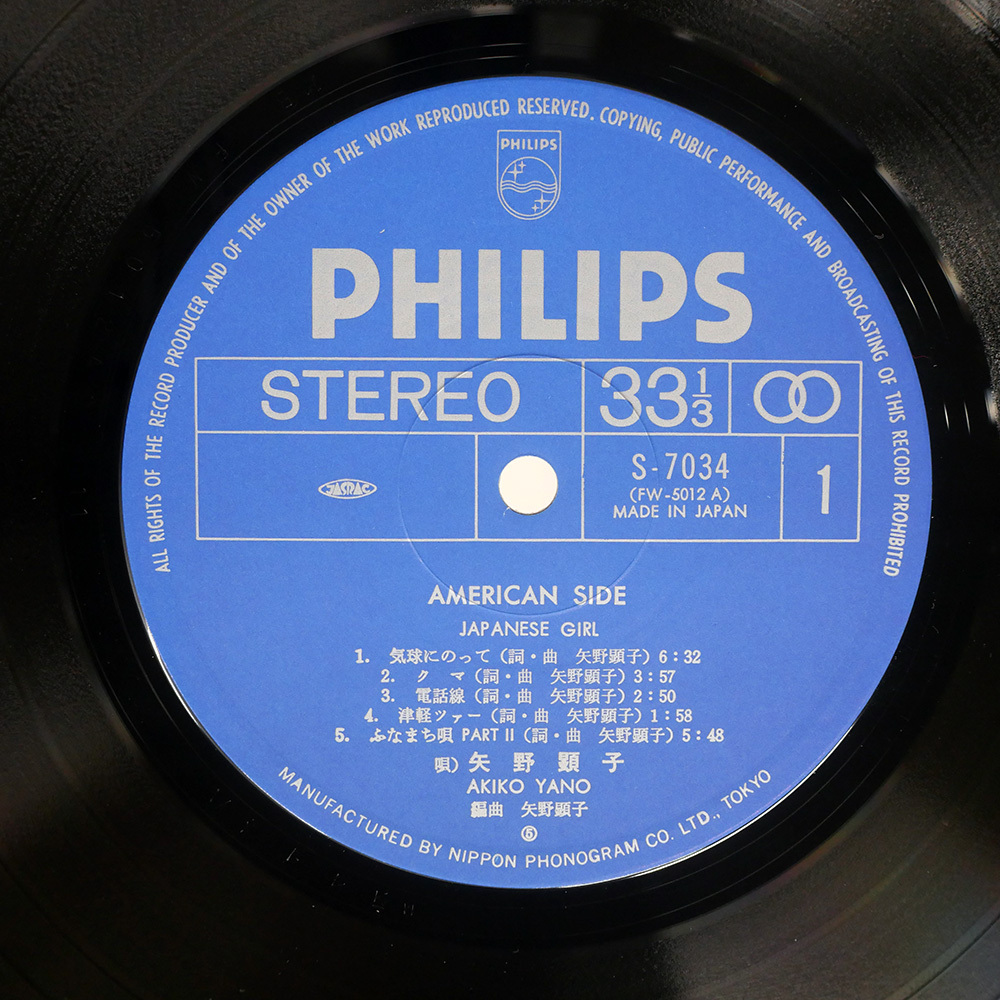 ALL RIGHTS OF THE RECORD PRODUCER AND OF THE OWNER OF THE WORK REPRODUCED RESERVED. COPYING, PUBLIC PERFORMANCE AND BROADCASTING OF THIS RECORD PROHIBITED
PHILIPS
PHILIPS
STEREO 33 1/3
JASRAC
S-7034
(FW-5012 A)
MADE IN JAPAN
1
AMERICAN SIDE
JAPANESE GIRL
1. 気球にのって(詞・曲 矢野顕子)6:32
2. クマ(詞・曲 矢野顕子)3:57
3. 電話線(詞・曲 矢野顕子)2:50
4. 津軽ツァー(詞・曲 矢野顕子)1:58
5. ふなまち唄 PART II(詞・曲 矢野顕子)5:48
唄)矢野顕子
AKIKO YANO
編曲 矢野顕子
⑤
MANUFACTURED BY NIPPON PHONOGRAM CO. LTD., TOKYO